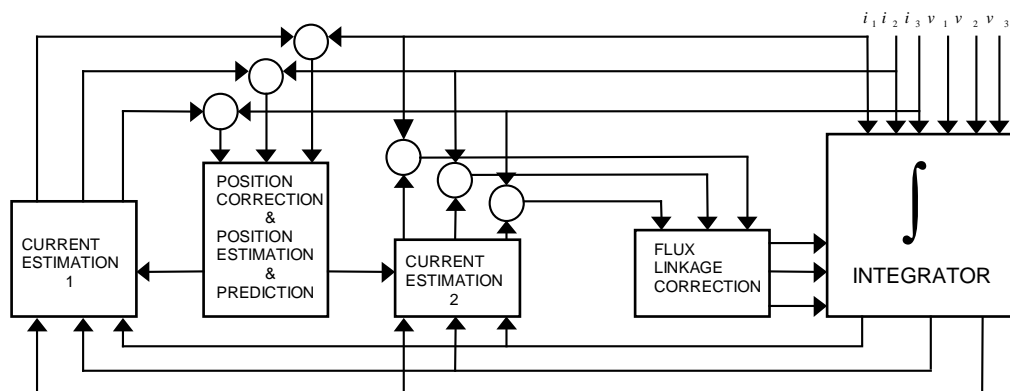 i1 i2 i3 v1 v2 v3
POSITION
CORRECTION
&
POSITION
ESTIMATION
&
PREDICTION
CURRENT
ESTIMATION
1
CURRENT
ESTIMATION
2
FLUX
LINKAGE
CORRECTION
∫
INTEGRATOR